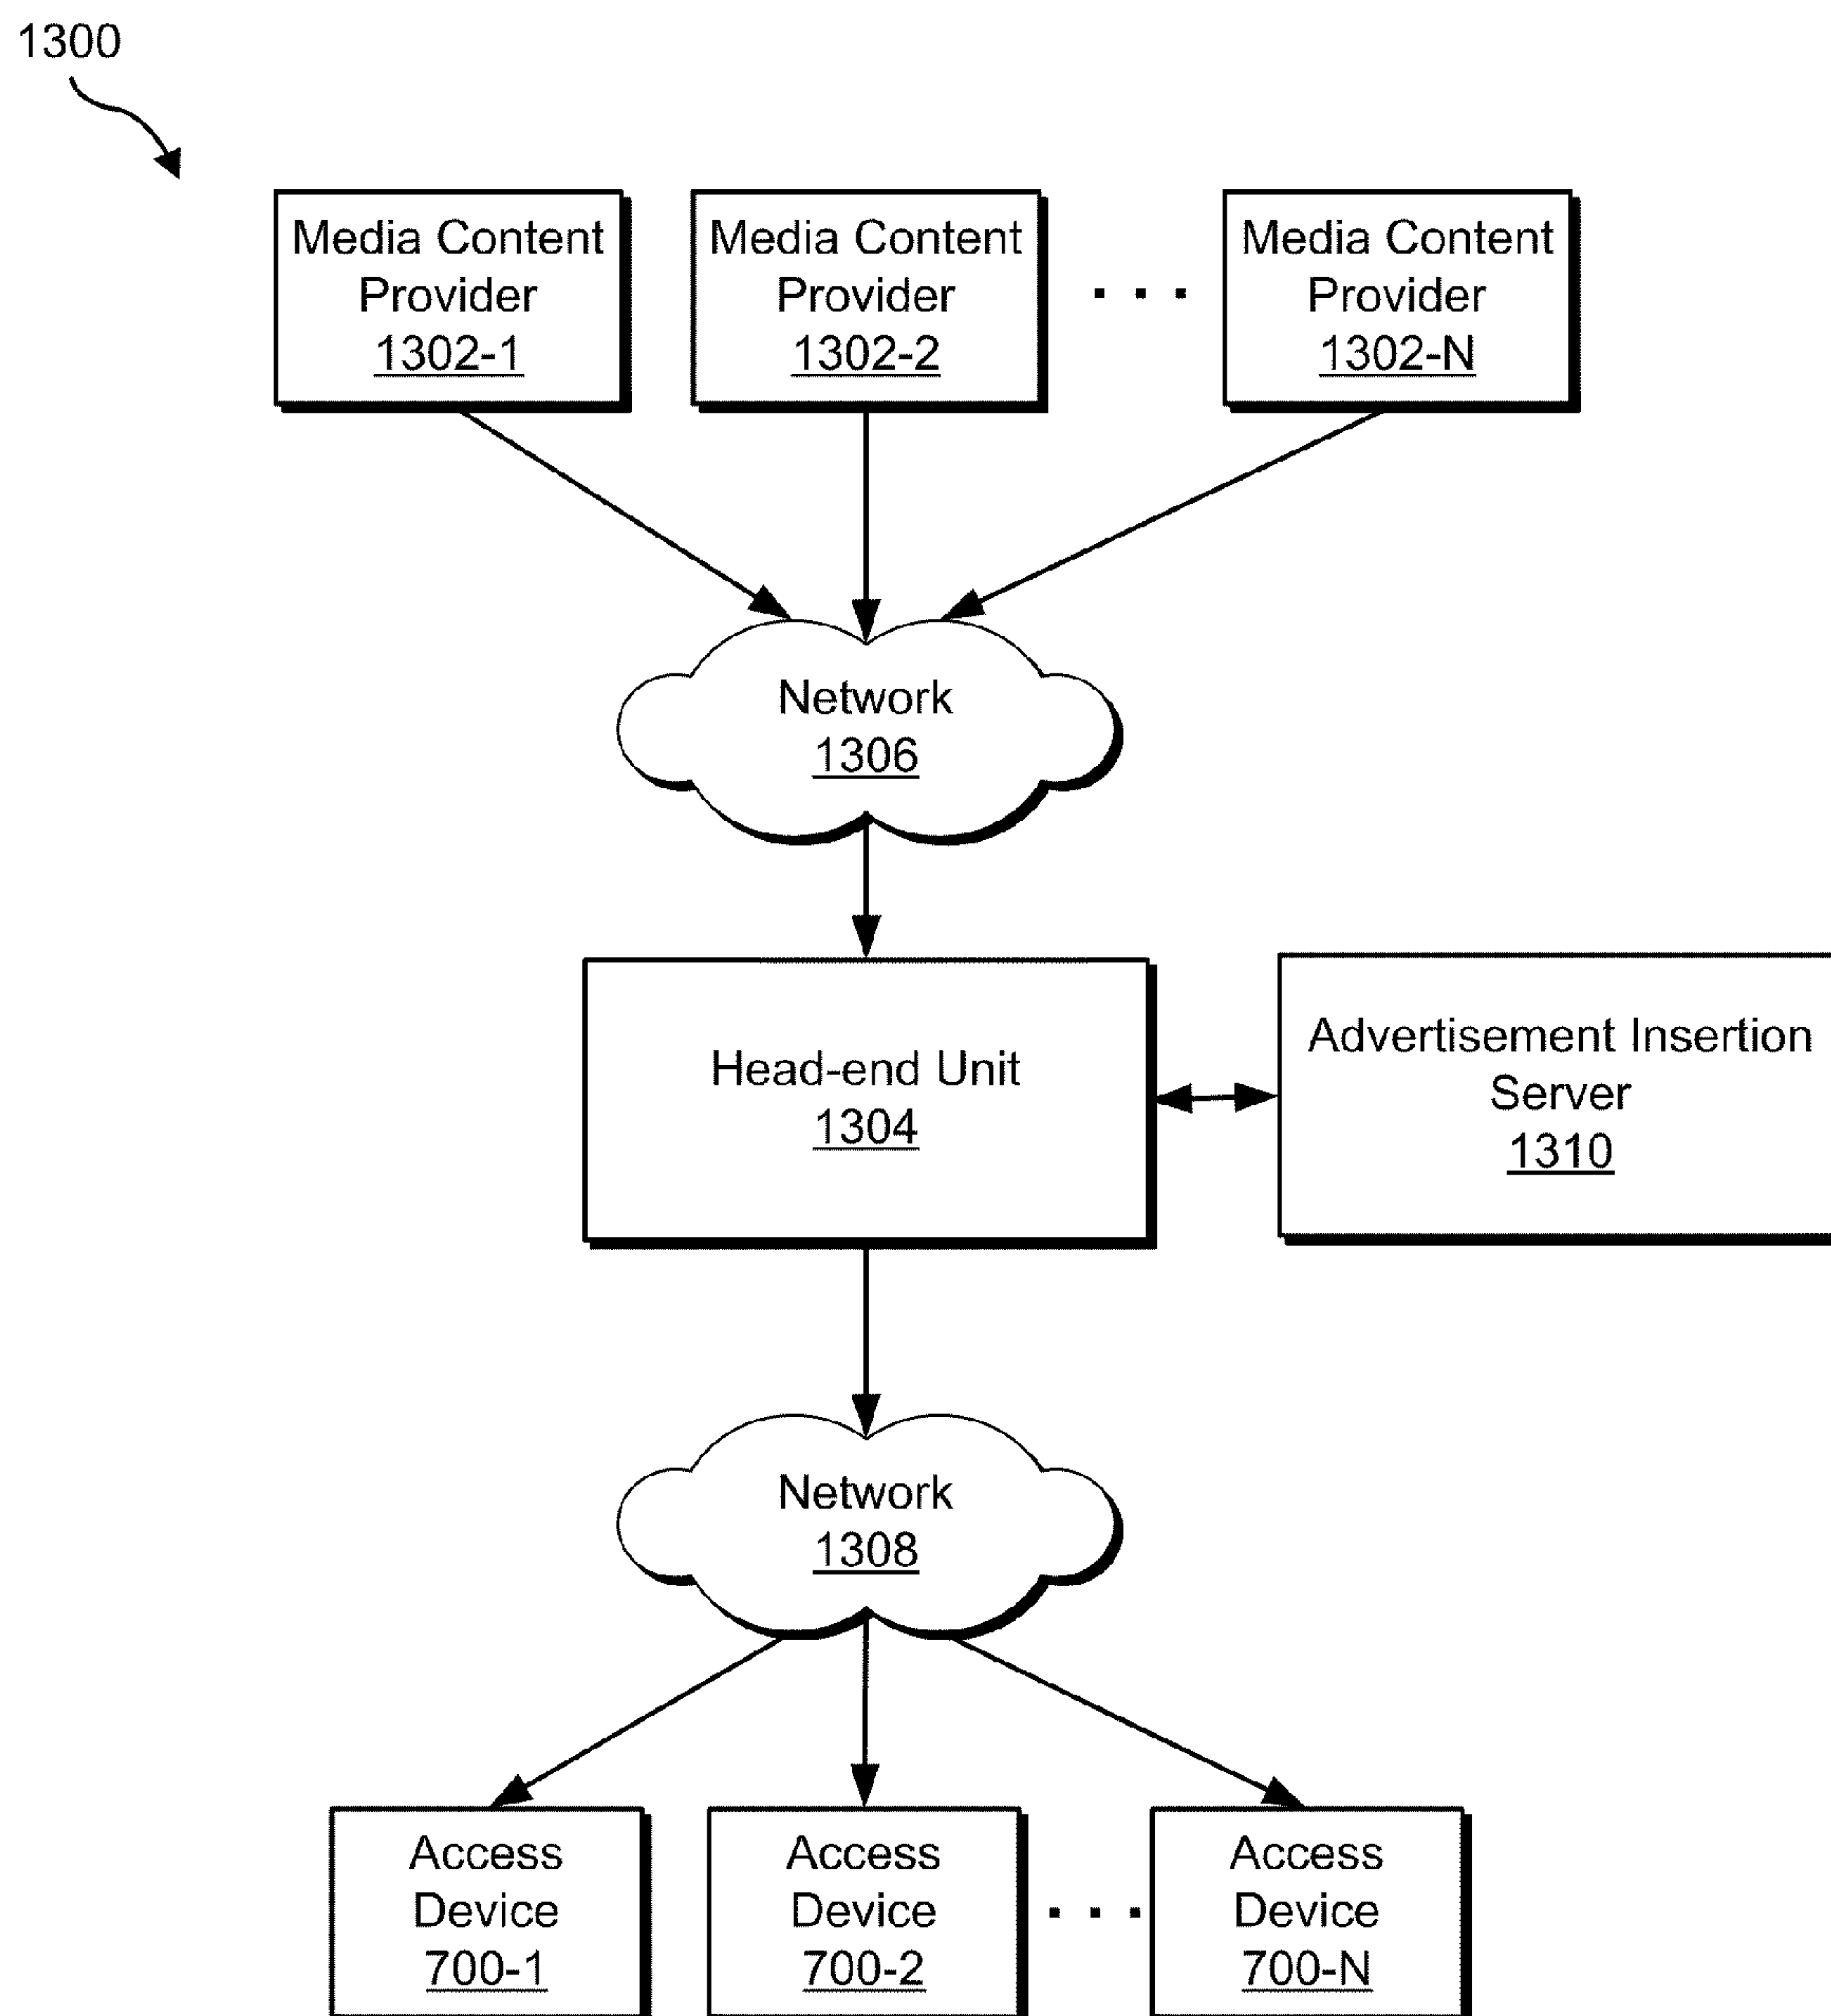 1300
Media Content
Provider
1302-1
Media Content
Provider
1302-2
. . .
Media Content
Provider
1302-N
Network
1306
Head-end Unit
1304
Advertisement Insertion
Server
1310
Network
1308
Access
Device
700-1
Access
Device
700-2
. . .
Access
Device
700-N